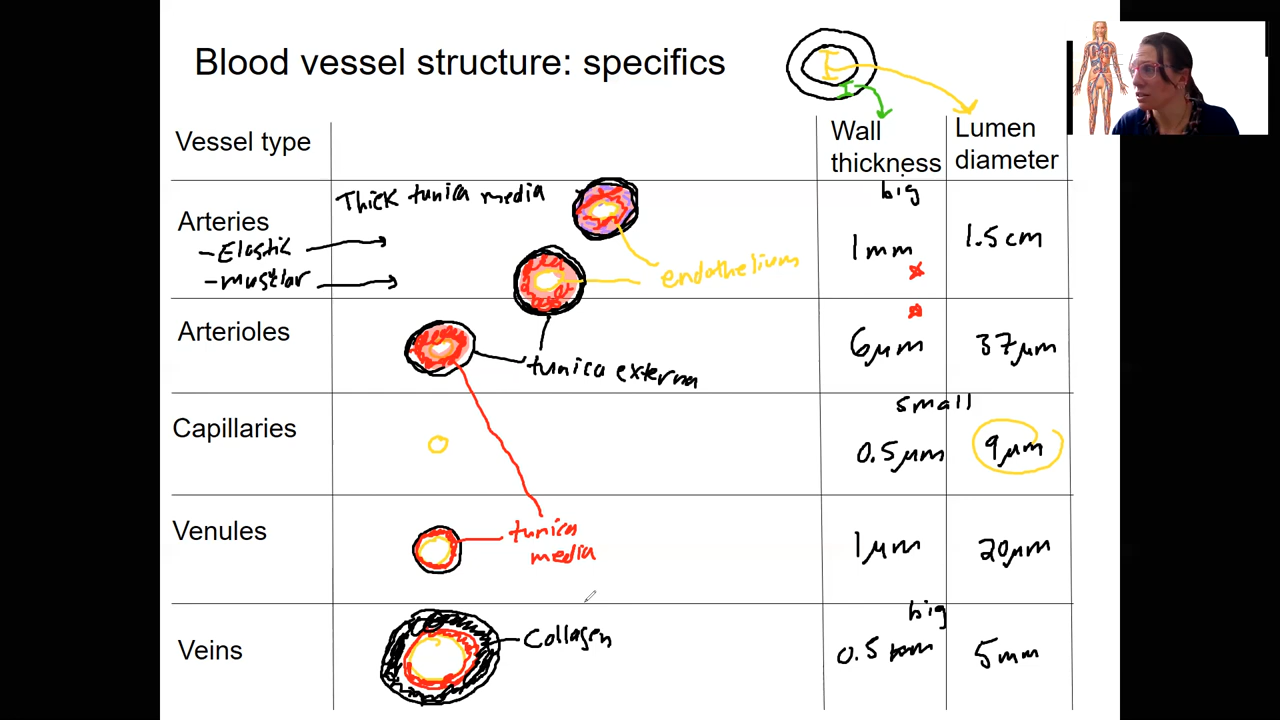 Blood vessel structure: specifics
Vessel type
Wall thickness
Lumen diameter
Arteries
- Elastic
- muscular
Thick tunica media
endothelium
big
1mm
1.5cm
Arterioles
tunica externa
6μm
37μm
Capillaries
small
0.5μm
9μm
Venules
tunica
media
1μm
20μm
Veins
Collagen
big
0.5 mm
5mm